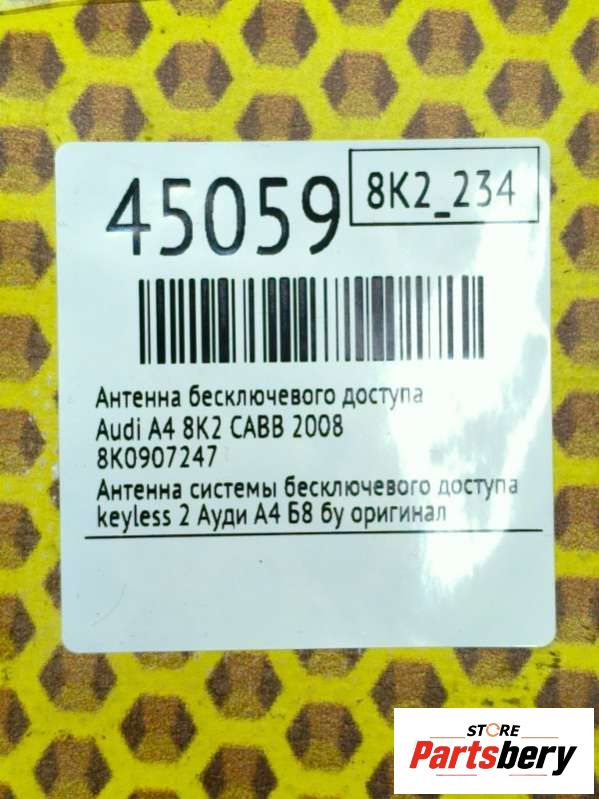 45059
8K2_234
Антенна бесключевого доступа
Audi A4 8K2 CABB 2008
8K0907247
Антенна системы бесключевого доступа
keyless 2 Ауди А4 Б8 бу оригинал
STORE
Partsbery